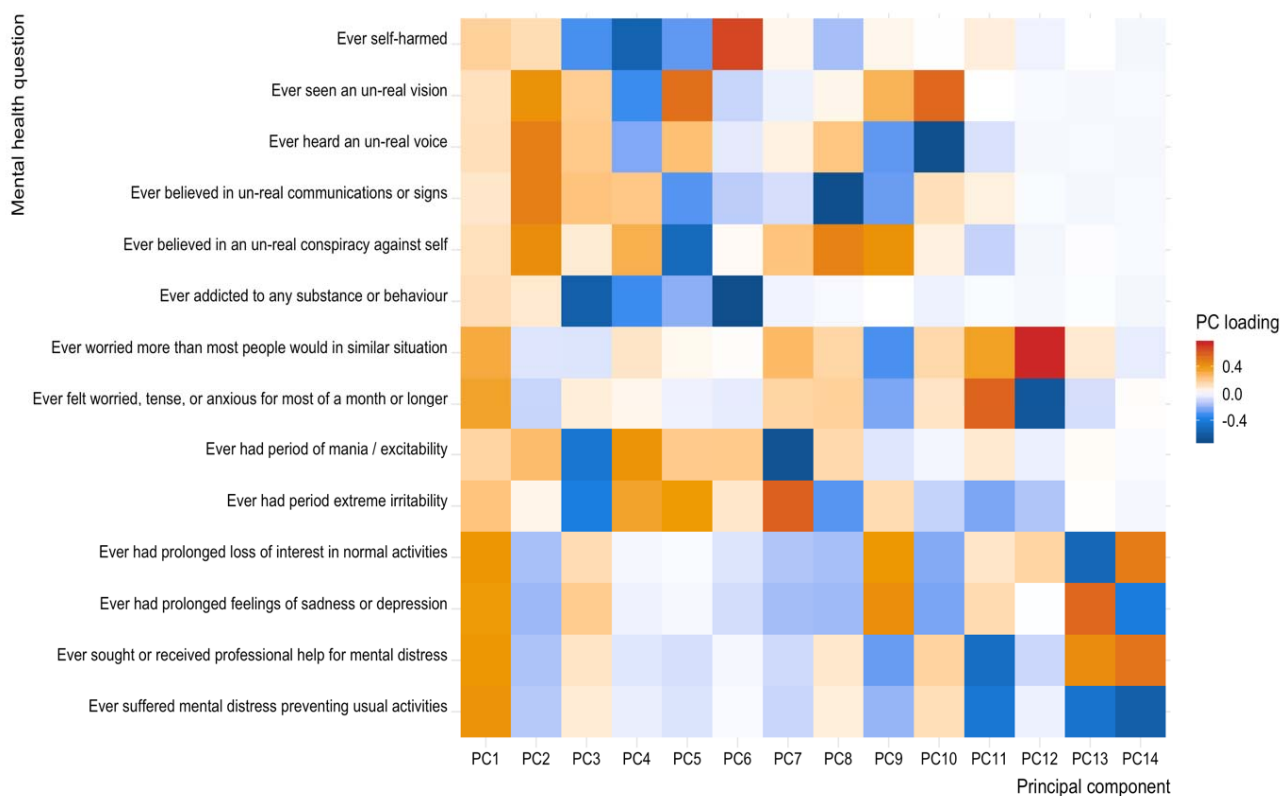 Mental health question
Ever self-harmed
Ever seen an un-real vision
Ever heard an un-real voice
Ever believed in un-real communications or signs
Ever believed in an un-real conspiracy against self
Ever addicted to any substance or behaviour
Ever worried more than most people would in similar situation
Ever felt worried, tense, or anxious for most of a month or longer
Ever had period of mania / excitability
Ever had period extreme irritability
Ever had prolonged loss of interest in normal activities
Ever had prolonged feelings of sadness or depression
Ever sought or received professional help for mental distress
Ever suffered mental distress preventing usual activities
PC1 PC2 PC3 PC4 PC5 PC6 PC7 PC8 PC9 PC10 PC11 PC12 PC13 PC14
Principal component
PC loading
0.4
0.0
-0.4